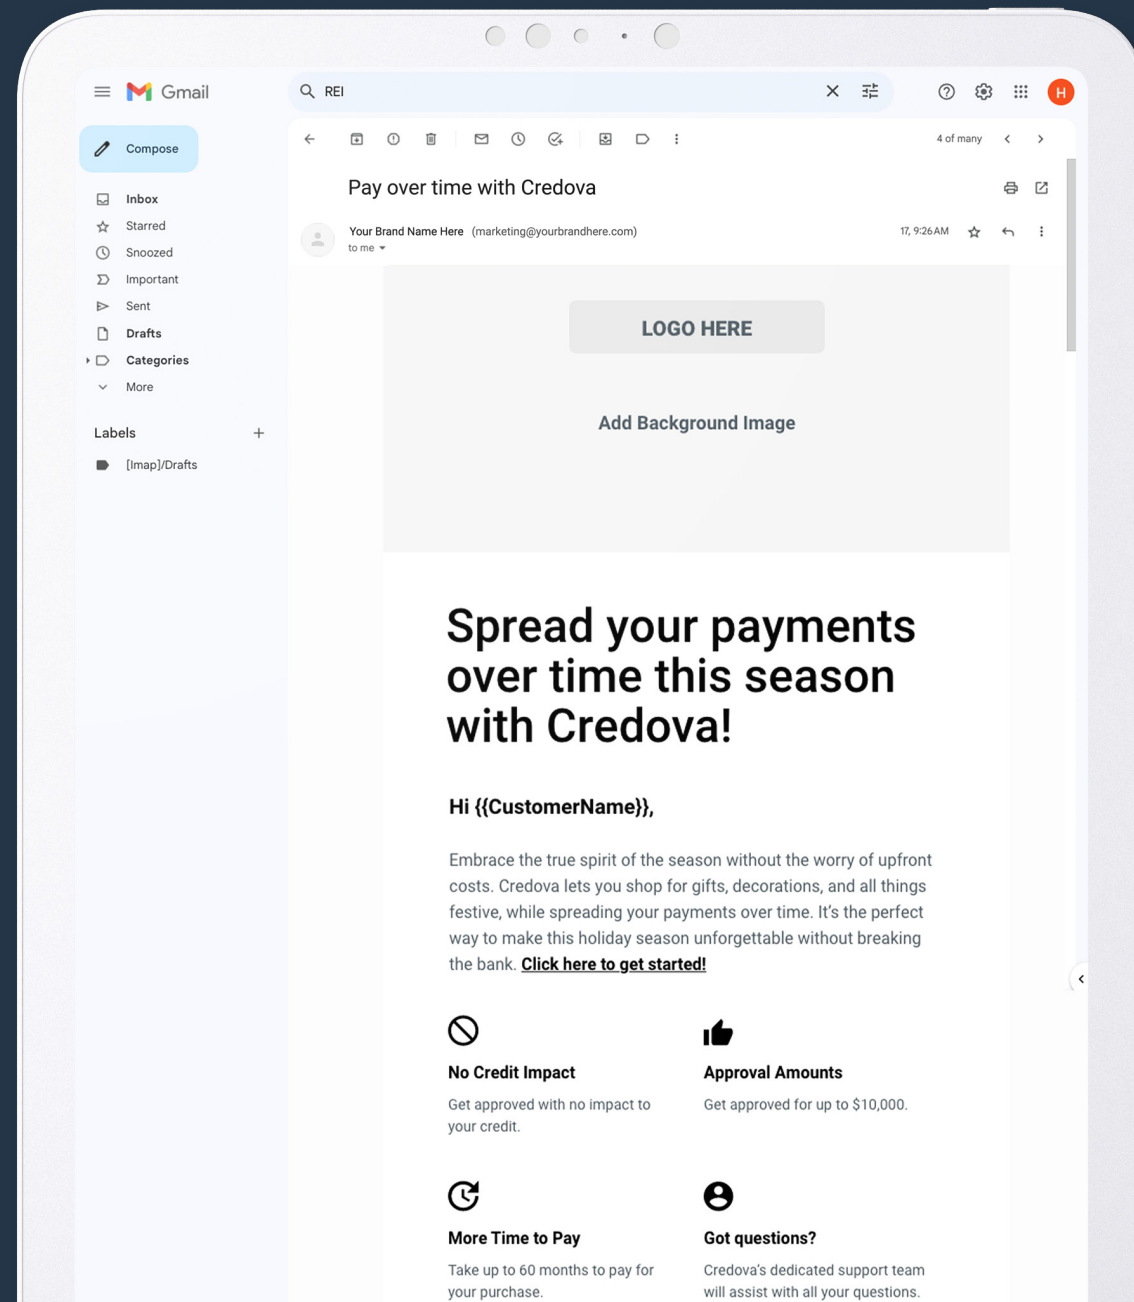 Gmail
REI
H
Compose
4 of many
Inbox
Starred
Snoozed
Important
Sent
Drafts
Categories
More
Labels
[Imap]/Drafts
Pay over time with Credova
Your Brand Name Here (marketing@yourbrandhere.com)
17, 9:26 AM
to me
LOGO HERE
Add Background Image
Spread your payments
over time this season
with Credova!
Hi {{CustomerName}},
Embrace the true spirit of the season without the worry of upfront
costs. Credova lets you shop for gifts, decorations, and all things
festive, while spreading your payments over time. It’s the perfect
way to make this holiday season unforgettable without breaking
the bank. Click here to get started!
No Credit Impact
Get approved with no impact to
your credit.
Approval Amounts
Get approved for up to $10,000.
More Time to Pay
Take up to 60 months to pay for
your purchase.
Got questions?
Credova’s dedicated support team
will assist with all your questions.